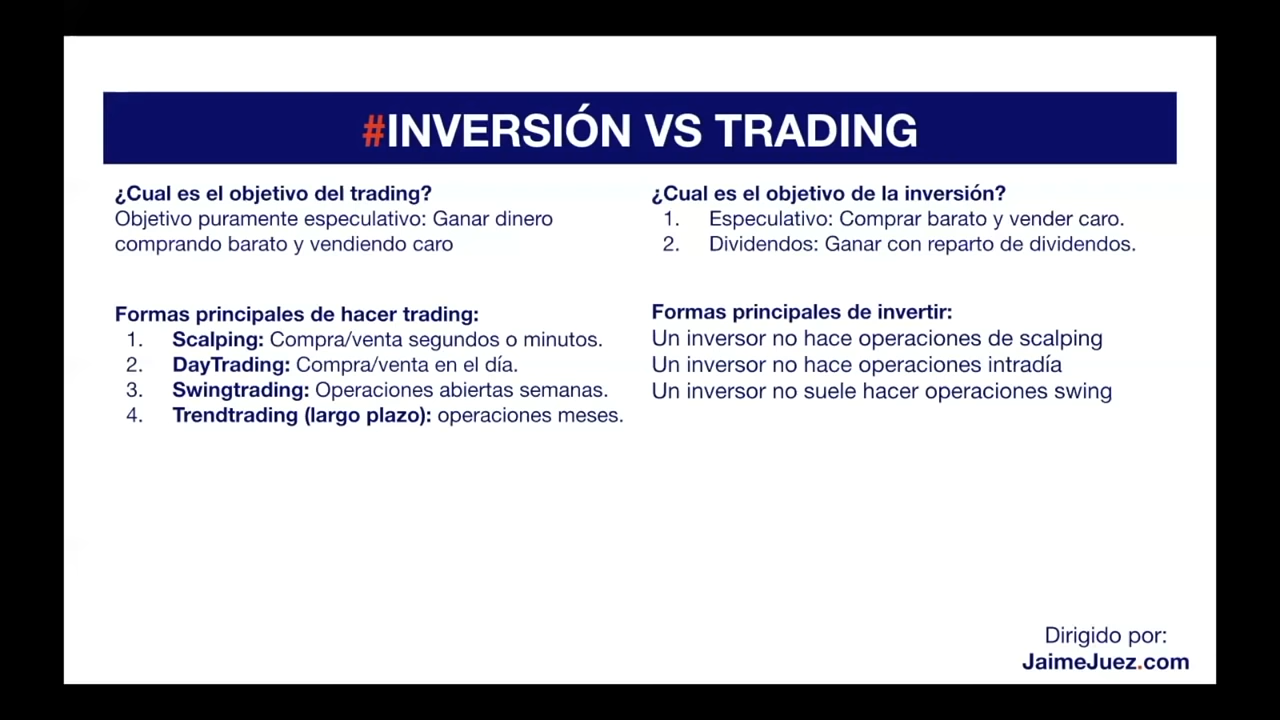 #INVERSIÓN VS TRADING
¿Cual es el objetivo del trading?
Objetivo puramente especulativo: Ganar dinero
comprando barato y vendiendo caro
Formas principales de hacer trading:
1. Scalping: Compra/venta segundos o minutos.
2. DayTrading: Compra/venta en el día.
3. Swingtrading: Operaciones abiertas semanas.
4. Trendtrading (largo plazo): operaciones meses.
¿Cual es el objetivo de la inversión?
1. Especulativo: Comprar barato y vender caro.
2. Dividendos: Ganar con reparto de dividendos.
Formas principales de invertir:
Un inversor no hace operaciones de scalping
Un inversor no hace operaciones intradía
Un inversor no suele hacer operaciones swing
Dirigido por:
JaimeJuez.com